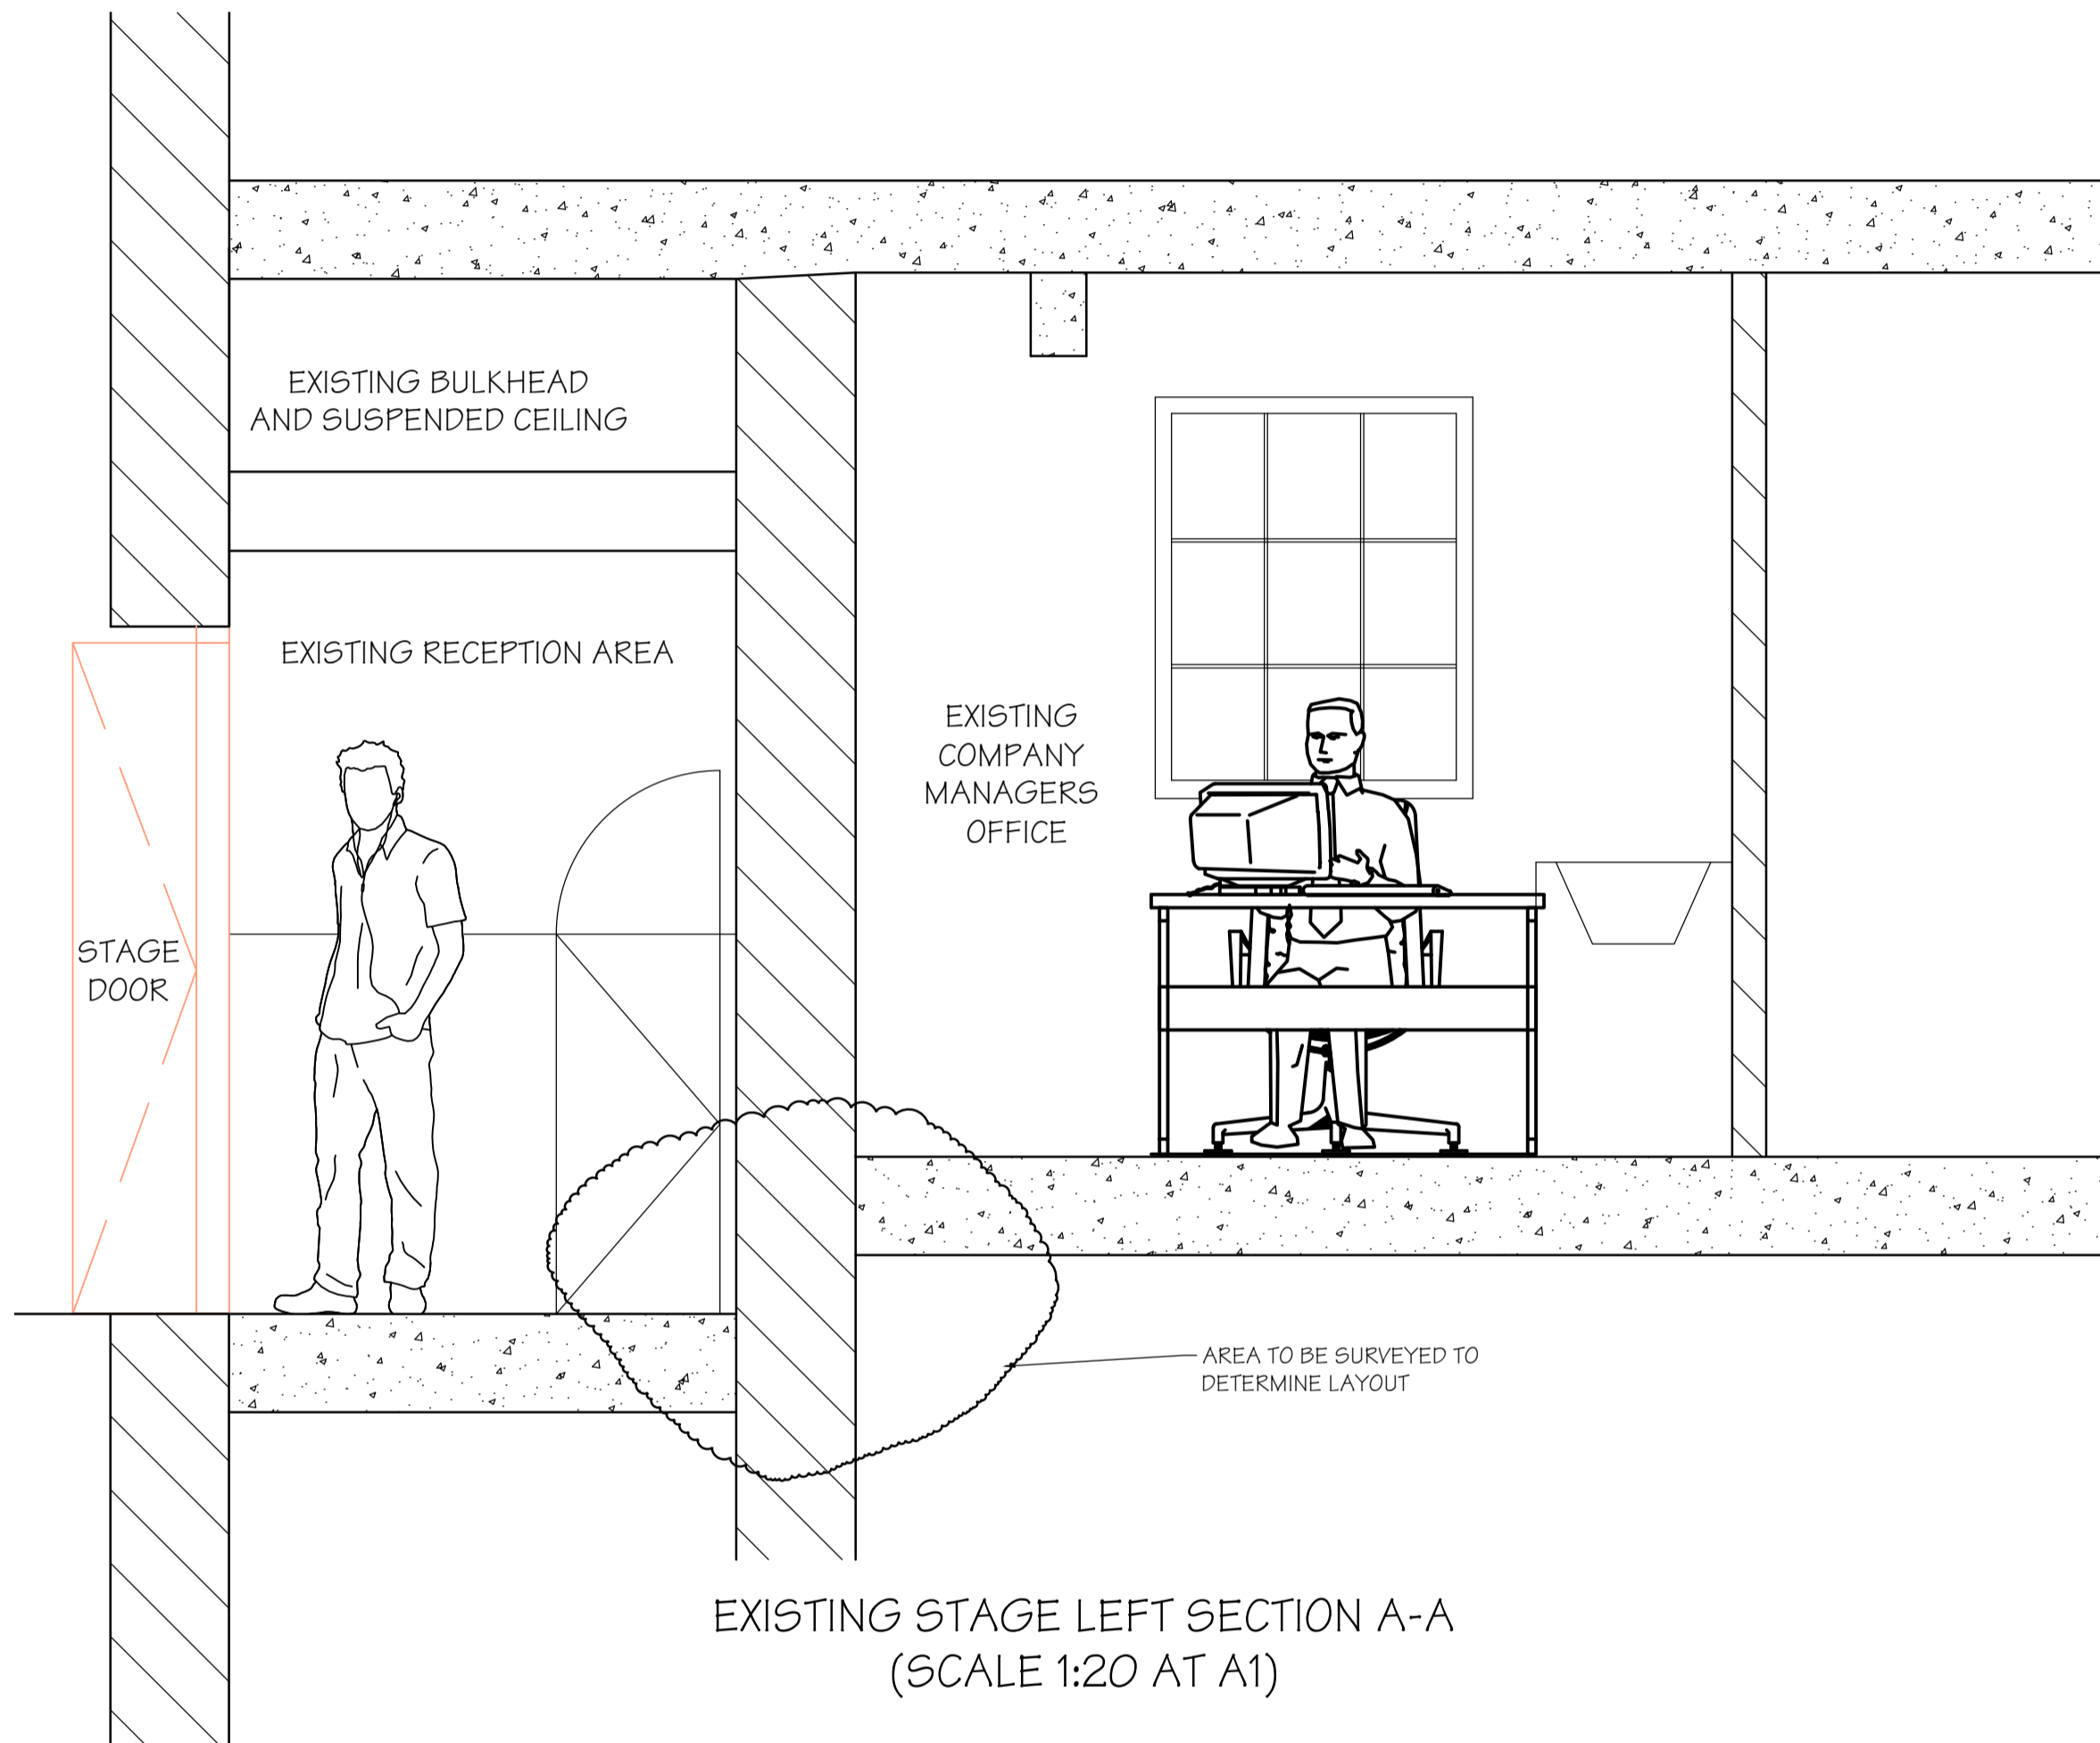 EXISTING BULKHEAD
AND SUSPENDED CEILING
EXISTING RECEPTION AREA
EXISTING
COMPANY
MANAGERS
OFFICE
STAGE
DOOR
AREA TO BE SURVEYED TO
DETERMINE LAYOUT
EXISTING STAGE LEFT SECTION A-A
(SCALE 1:20 AT A1)